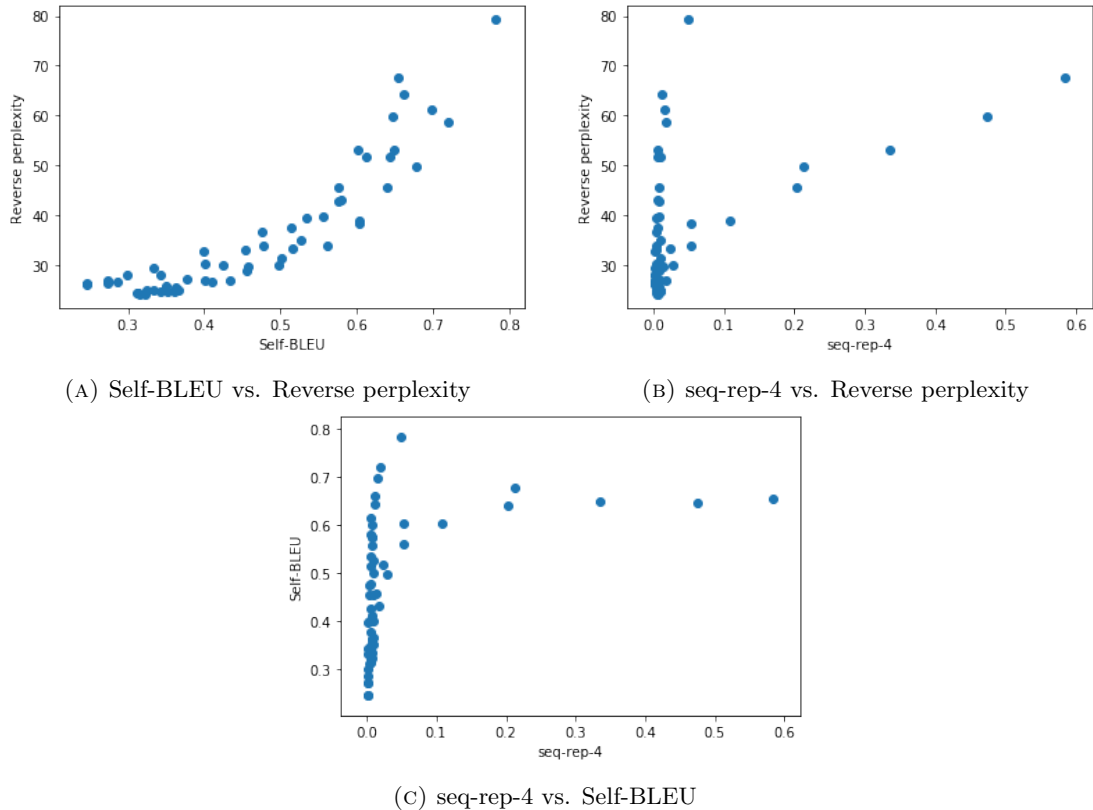 80
70
60
50
40
30
Reverse perplexity
0.3 0.4 0.5 0.6 0.7 0.8
Self-BLEU
(A) Self-BLEU vs. Reverse perplexity
80
70
60
50
40
30
Reverse perplexity
0.0 0.1 0.2 0.3 0.4 0.5 0.6
seq-rep-4
(B) seq-rep-4 vs. Reverse perplexity
0.8
0.7
0.6
0.5
0.4
0.3
Self-BLEU
0.0 0.1 0.2 0.3 0.4 0.5 0.6
seq-rep-4
(C) seq-rep-4 vs. Self-BLEU